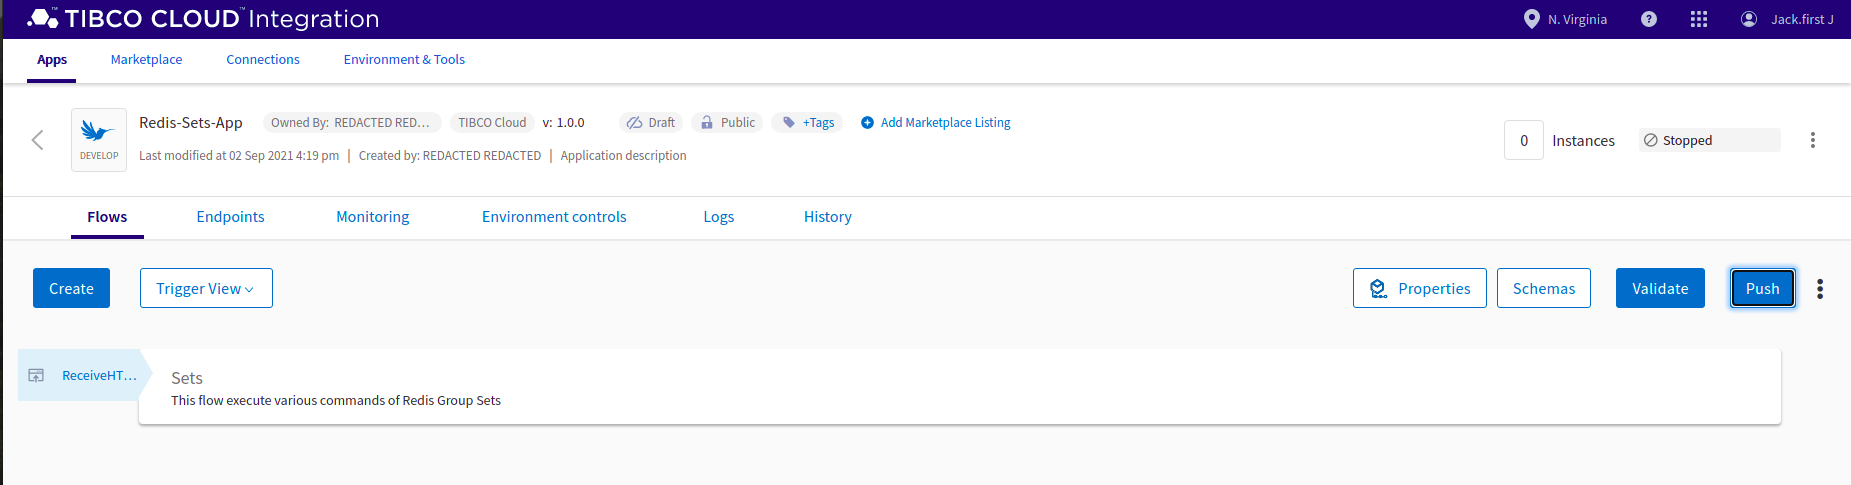 TIBCO CLOUD™ Integration
N. Virginia
?
Jack.first J
Apps
Marketplace
Connections
Environment & Tools
DEVELOP
Redis-Sets-App
Owned By: REDACTED RED...
TIBCO Cloud
v: 1.0.0
Draft
Public
+Tags
Add Marketplace Listing
Last modified at 02 Sep 2021 4:19 pm | Created by: REDACTED REDACTED | Application description
0
Instances
Stopped
Flows
Endpoints
Monitoring
Environment controls
Logs
History
Create
Trigger View
Properties
Schemas
Validate
Push
ReceiveHT...
Sets
This flow execute various commands of Redis Group Sets